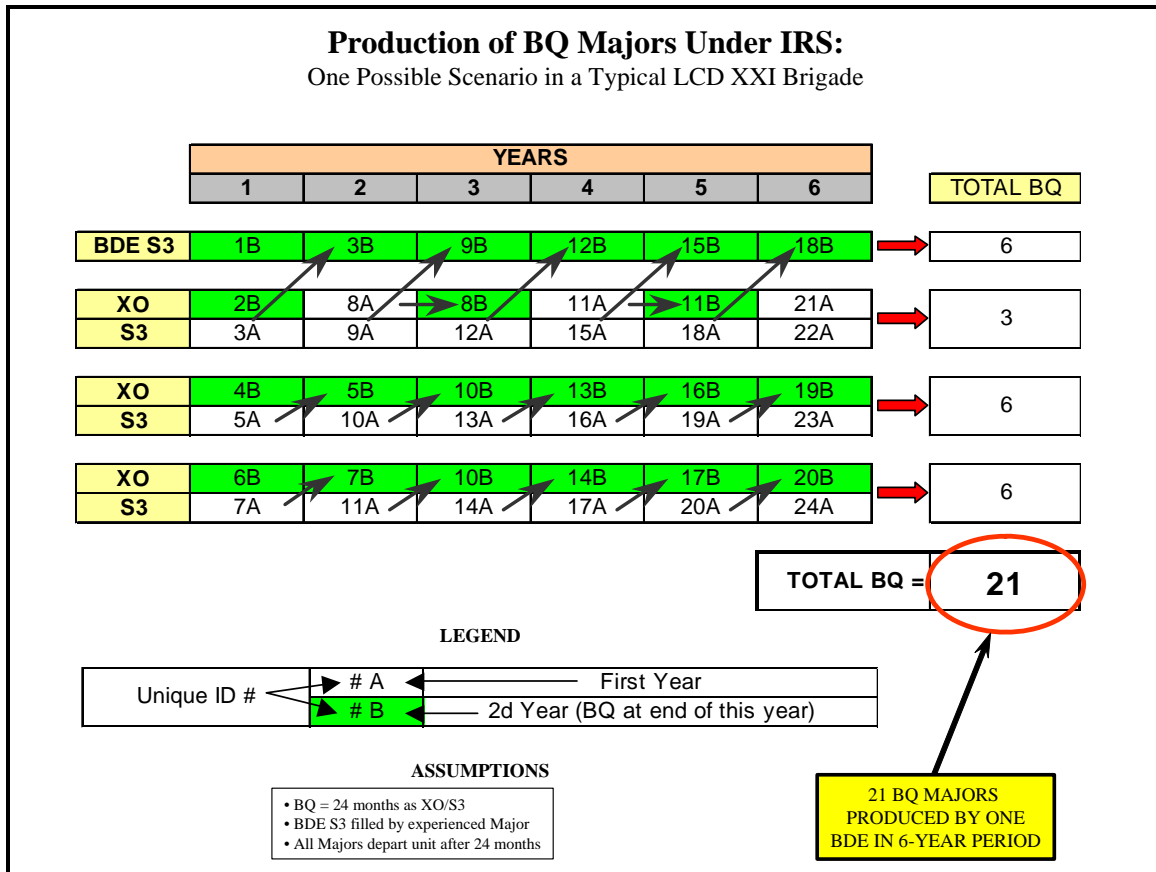 Production of BQ Majors Under IRS:
One Possible Scenario in a Typical LCD XXI Brigade
YEARS
1 2 3 4 5 6 TOTAL BQ
BDE S3 1B 3B 9B 12B 15B 18B 6
XO 2B 8A 8B 11A 11B 21A
3
S3 3A 9A 12A 15A 18A 22A
XO 4B 5B 10B 13B 16B 19B
6
S3 5A 10A 13A 16A 19A 23A
XO 6B 7B 10B 14B 17B 20B
6
S3 7A 11A 14A 17A 20A 24A
TOTAL BQ = 21
LEGEND
Unique ID #
# A First Year
# B 2d Year (BQ at end of this year)
ASSUMPTIONS
• BQ = 24 months as XO/S3
• BDE S3 filled by experienced Major
• All Majors depart unit after 24 months
21 BQ MAJORS
PRODUCED BY ONE
BDE IN 6-YEAR PERIOD